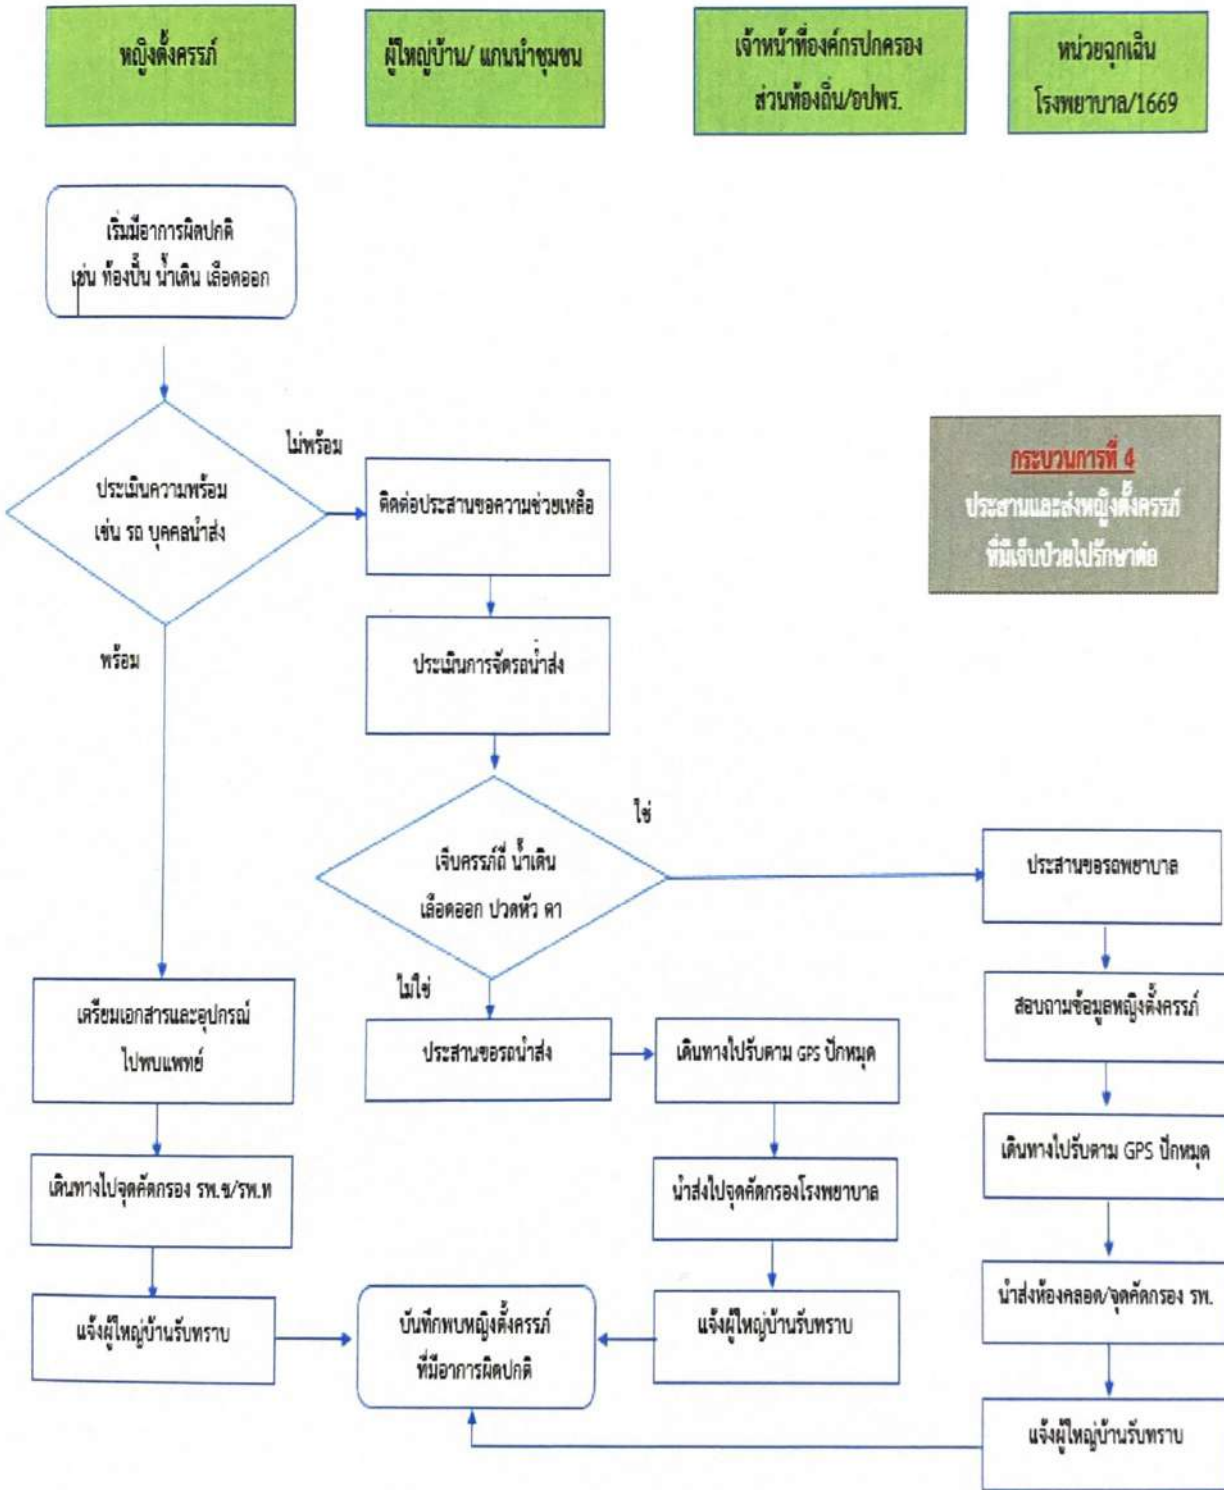 หญิงตั้งครรภ์
ผู้ใหญ่บ้าน/ แกนนำชุมชน
เจ้าหน้าที่องค์กรปกครอง
ส่วนท้องถิ่น/อปพร.
หน่วยฉุกเฉิน
โรงพยาบาล/1669
เริ่มมีอาการผิดปกติ
เช่น ท้องปั้น น้ำเดิน เลือดออก
กระบวนการที่ 4
ประสานและส่งหญิงตั้งครรภ์
ที่มีเจ็บป่วยไปรักษาต่อ
ประเมินความพร้อม
เช่น รถ บุคคลนำส่ง
ไม่พร้อม
ติดต่อประสานขอความช่วยเหลือ
พร้อม
ประเมินการจัดรถนำส่ง
เจ็บครรภ์ถี่ น้ำเดิน
เลือดออก ปวดหัว ตา
ใช่
ประสานขอรถพยาบาล
ไม่ใช่
สอบถามข้อมูลหญิงตั้งครรภ์
เตรียมเอกสารและอุปกรณ์
ไปพบแพทย์
ประสานขอรถนำส่ง
เดินทางไปรับตาม GPS ปักหมุด
เดินทางไปรับตาม GPS ปักหมุด
เดินทางไปจุดคัดกรอง รพ.ช/รพ.ท
นำส่งไปจุดคัดกรองโรงพยาบาล
นำส่งห้องคลอด/จุดคัดกรอง รพ.
แจ้งผู้ใหญ่บ้านรับทราบ
บันทึกพบหญิงตั้งครรภ์
ที่มีอาการผิดปกติ
แจ้งผู้ใหญ่บ้านรับทราบ
แจ้งผู้ใหญ่บ้านรับทราบ